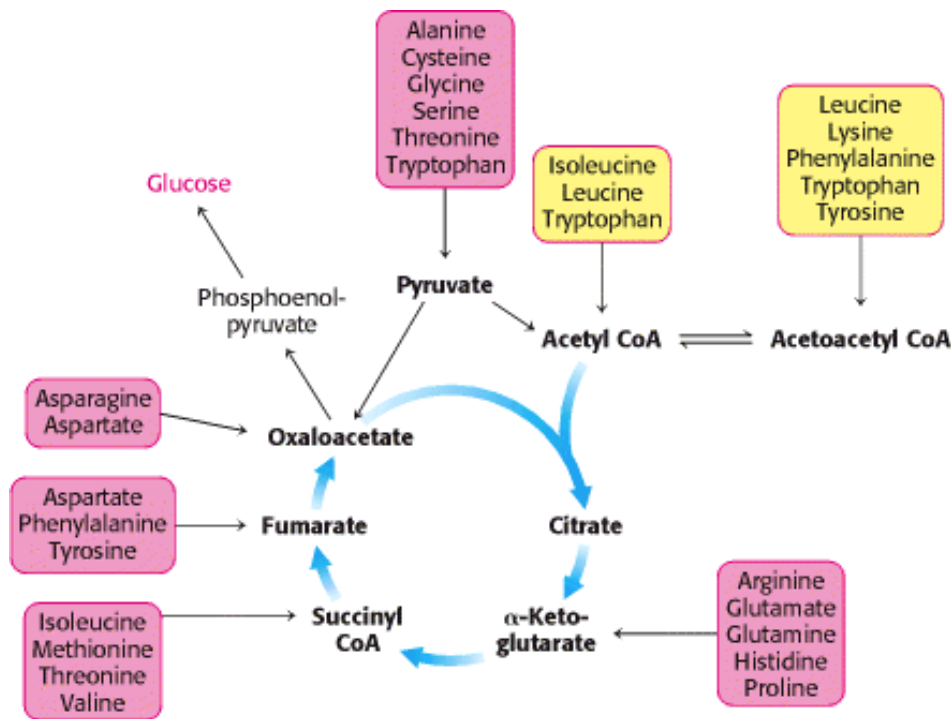 Alanine
Cysteine
Glycine
Serine
Threonine
Tryptophan
Leucine
Lysine
Phenylalanine
Tryptophan
Tyrosine
Isoleucine
Leucine
Tryptophan
Glucose
Pyruvate
Phosphoenol-
pyruvate
Acetyl CoA
Acetoacetyl CoA
Asparagine
Aspartate
Oxaloacetate
Aspartate
Phenylalanine
Tyrosine
Fumarate
Citrate
Isoleucine
Methionine
Threonine
Valine
Succinyl
CoA
α-Keto-
glutarate
Arginine
Glutamate
Glutamine
Histidine
Proline